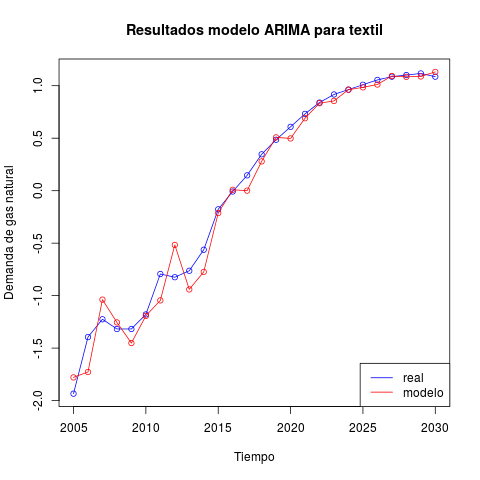 Resultados modelo ARIMA para textil
Demanda de gas natural
1.0
0.5
0.0
-0.5
-1.0
-1.5
-2.0
real
modelo
2005 2010 2015 2020 2025 2030
Tiempo